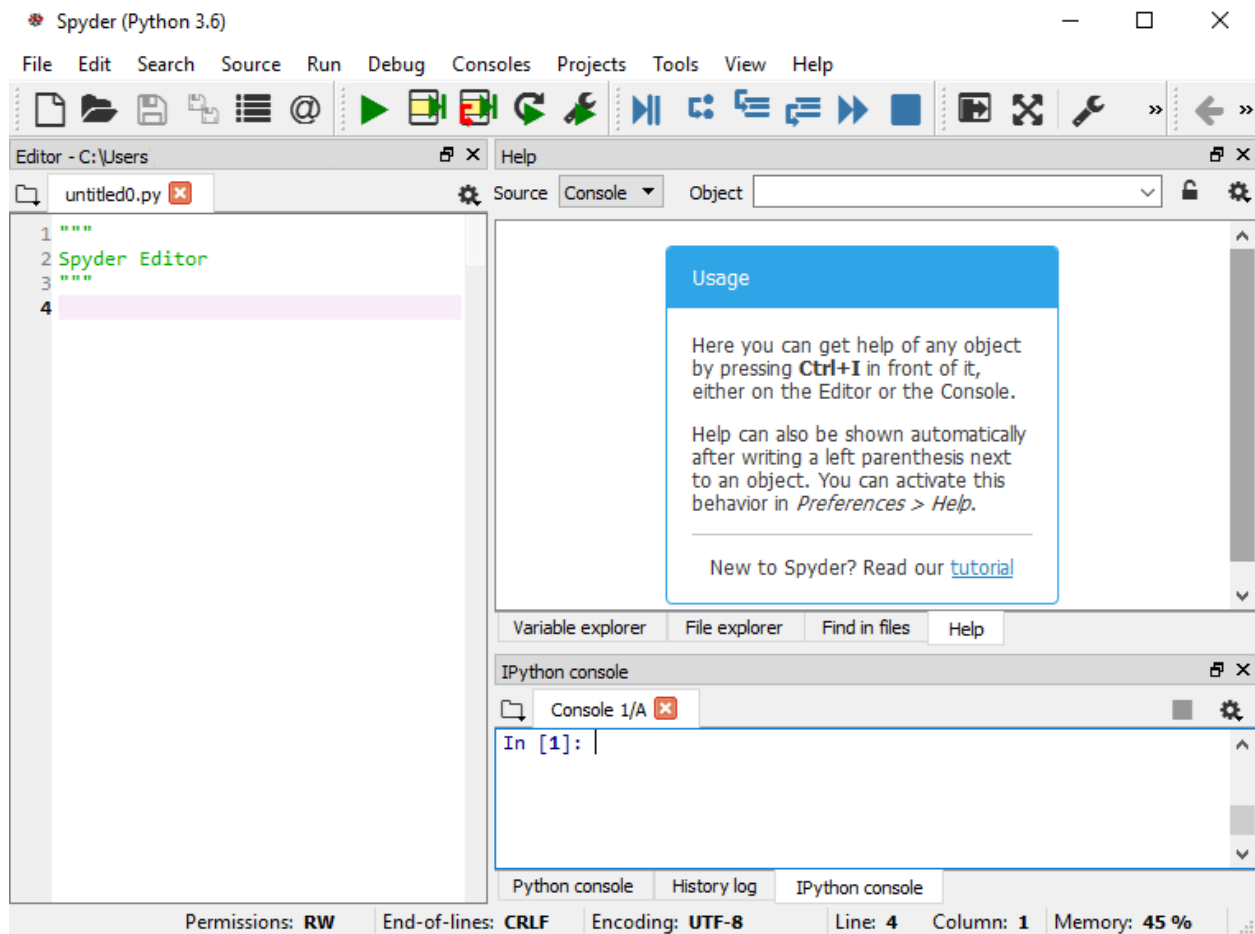 Spyder (Python 3.6)
File Edit Search Source Run Debug Consoles Projects Tools View Help
Editor - C:\Users
untitled0.py
1 """
2 Spyder Editor
3 """
4
Help
Source Console Object
Usage
Here you can get help of any object
by pressing Ctrl+I in front of it,
either on the Editor or the Console.
Help can also be shown automatically
after writing a left parenthesis next
to an object. You can activate this
behavior in Preferences > Help.
New to Spyder? Read our tutorial
Variable explorer File explorer Find in files Help
IPython console
Console 1/A
In [1]:
Python console History log IPython console
Permissions: RW End-of-lines: CRLF Encoding: UTF-8 Line: 4 Column: 1 Memory: 45 %